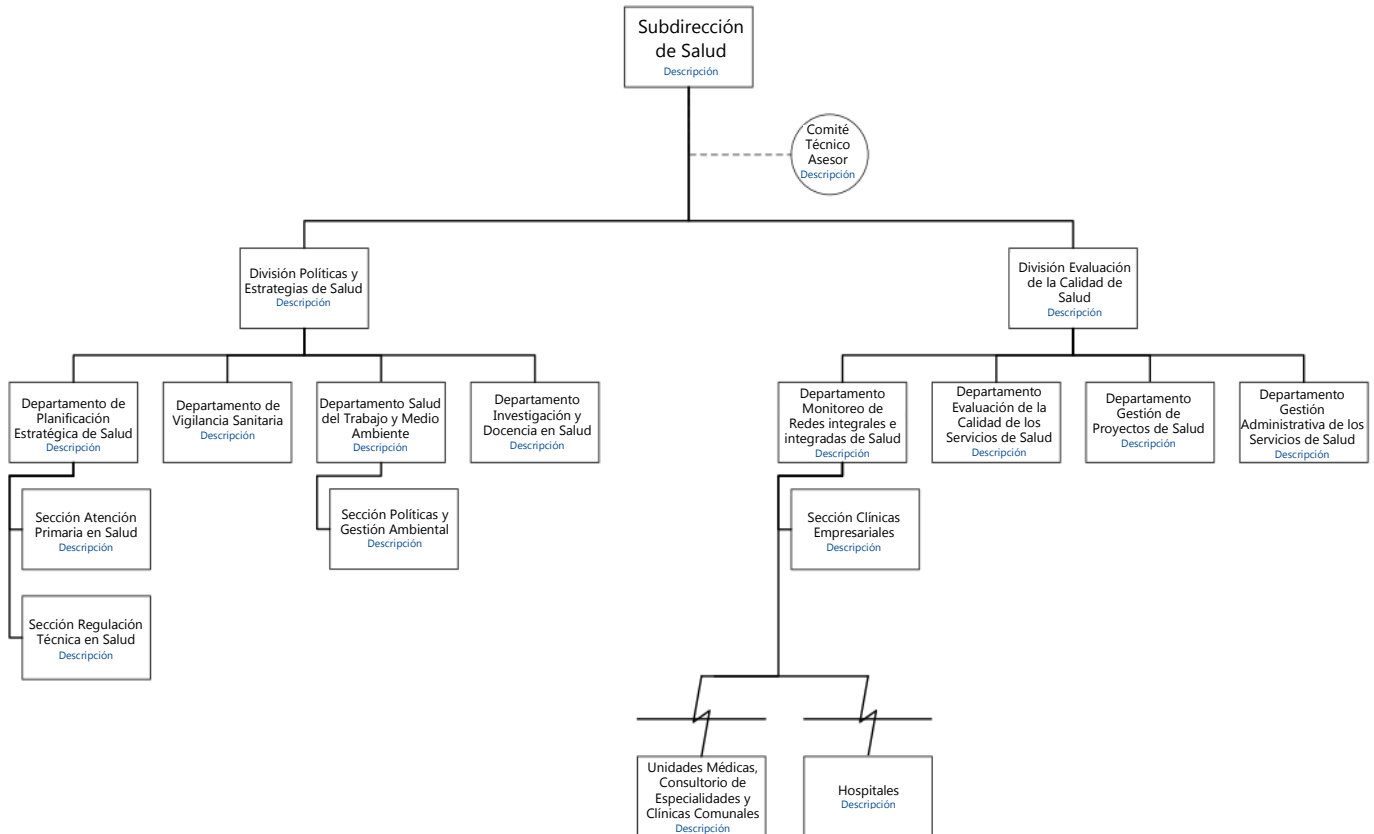 Subdirección
de Salud
Descripción
Comité
Técnico
Asesor
Descripción
División Políticas y
Estrategias de Salud
Descripción
División Evaluación
de la Calidad de
Salud
Descripción
Departamento de
Planificación
Estratégica de Salud
Descripción
Departamento de
Vigilancia Sanitaria
Descripción
Departamento Salud
del Trabajo y Medio
Ambiente
Descripción
Departamento
Investigación y
Docencia en Salud
Descripción
Departamento
Monitoreo de
Redes integrales e
integradas de Salud
Descripción
Departamento
Evaluación de la
Calidad de los
Servicios de Salud
Descripción
Departamento
Gestión de
Proyectos de Salud
Descripción
Departamento
Gestión
Administrativa de los
Servicios de Salud
Descripción
Sección Atención
Primaria en Salud
Descripción
Sección Políticas y
Gestión Ambiental
Descripción
Sección Clínicas
Empresariales
Descripción
Sección Regulación
Técnica en Salud
Descripción
Unidades Médicas,
Consultorio de
Especialidades y
Clínicas Comunales
Descripción
Hospitales
Descripción